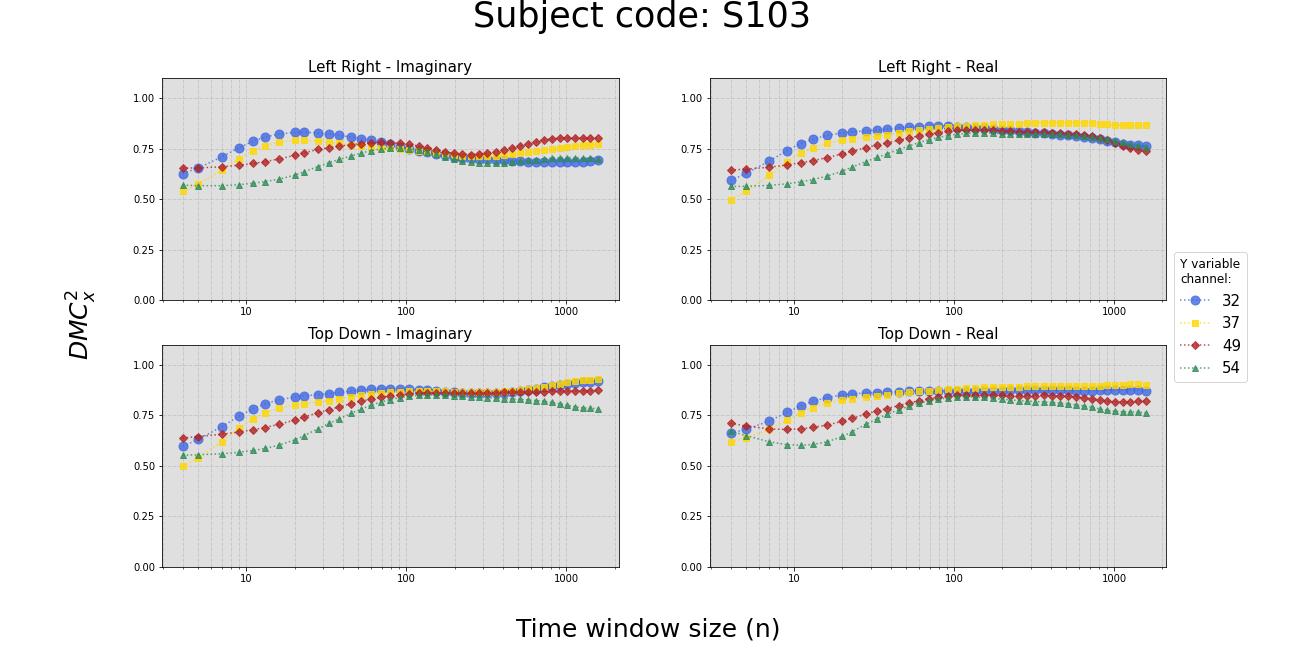 Subject code: S103
Left Right - Imaginary
1.00
0.75
0.50
0.25
0.00
10 100 1000
Left Right - Real
1.00
0.75
0.50
0.25
0.00
10 100 1000
Top Down - Imaginary
1.00
0.75
0.50
0.25
0.00
10 100 1000
Top Down - Real
1.00
0.75
0.50
0.25
0.00
10 100 1000
DMC²ₓ
Y variable
channel:
32
37
49
54
Time window size (n)